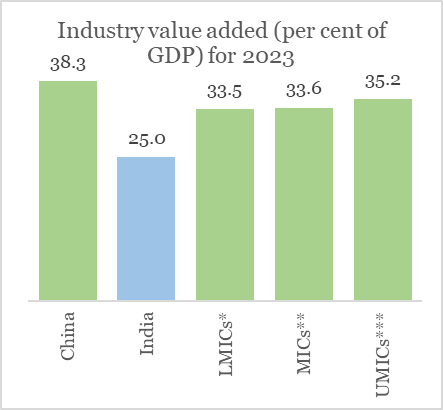 Industry value added (per cent of
GDP) for 2023
38.3
25.0
33.5
33.6
35.2
China
India
LMICs*
MICs**
UMICs***